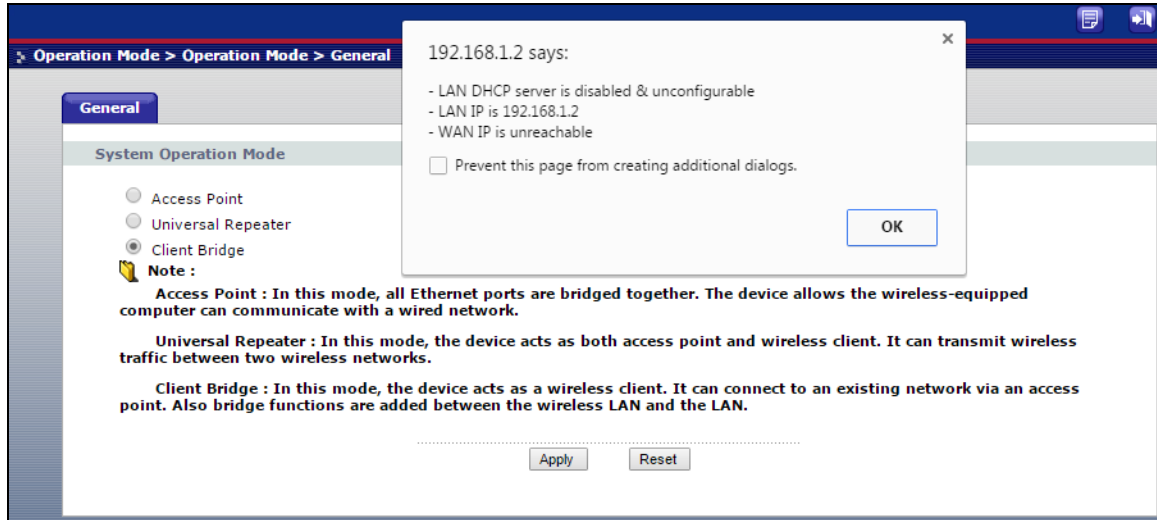 Operation Mode > Operation Mode > General
192.168.1.2 says:
×
- LAN DHCP server is disabled & unconfigurable
- LAN IP is 192.168.1.2
- WAN IP is unreachable
Prevent this page from creating additional dialogs.
OK
General
System Operation Mode
Access Point
Universal Repeater
Client Bridge
Note :
Access Point : In this mode, all Ethernet ports are bridged together. The device allows the wireless-equipped
computer can communicate with a wired network.
Universal Repeater : In this mode, the device acts as both access point and wireless client. It can transmit wireless
traffic between two wireless networks.
Client Bridge : In this mode, the device acts as a wireless client. It can connect to an existing network via an access
point. Also bridge functions are added between the wireless LAN and the LAN.
Apply Reset